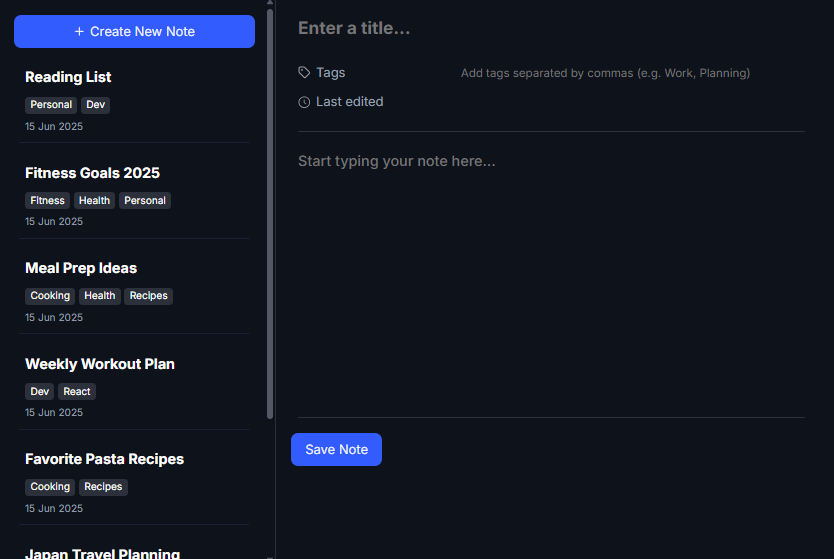 + Create New Note
Reading List
Personal Dev
15 Jun 2025
Fitness Goals 2025
Fitness Health Personal
15 Jun 2025
Meal Prep Ideas
Cooking Health Recipes
15 Jun 2025
Weekly Workout Plan
Dev React
15 Jun 2025
Favorite Pasta Recipes
Cooking Recipes
15 Jun 2025
Japan Travel Planning
Enter a title...
Tags Add tags separated by commas (e.g. Work, Planning)
Last edited
Start typing your note here...
Save Note